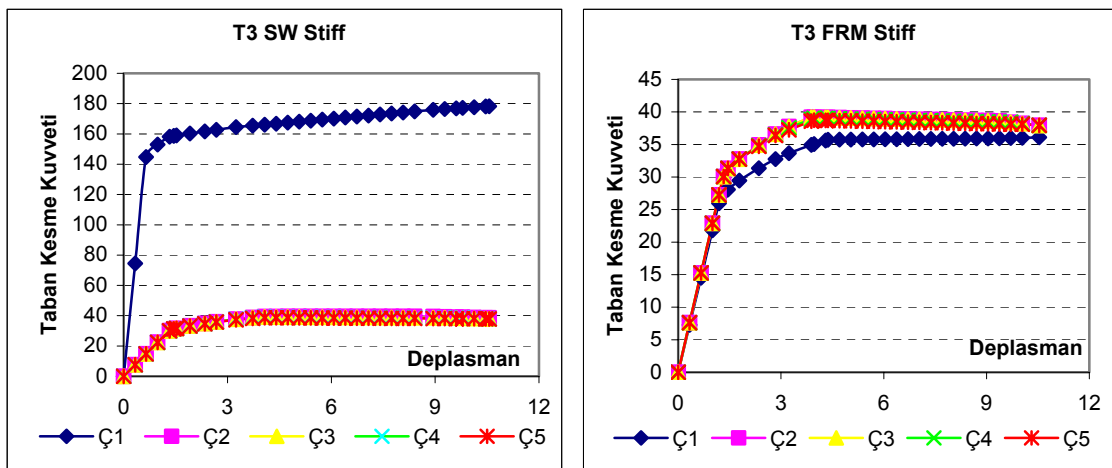 T3 SW Stiff
Taban Kesme Kuvveti
200
180
160
140
120
100
80
60
40
20
0
Deplasman
0 3 6 9 12
Ç1 Ç2 Ç3 Ç4 Ç5
T3 FRM Stiff
Taban Kesme Kuvveti
45
40
35
30
25
20
15
10
5
0
Deplasman
0 3 6 9 12
Ç1 Ç2 Ç3 Ç4 Ç5